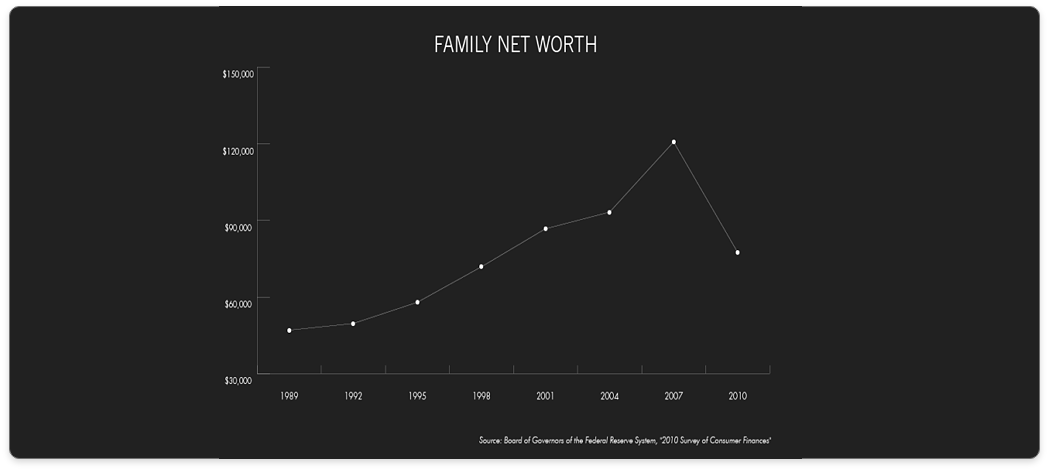 FAMILY NET WORTH
$150,000
$120,000
$90,000
$60,000
$30,000
1989 1992 1995 1998 2001 2004 2007 2010
Source: Board of Governors of the Federal Reserve System, "2010 Survey of Consumer Finances"